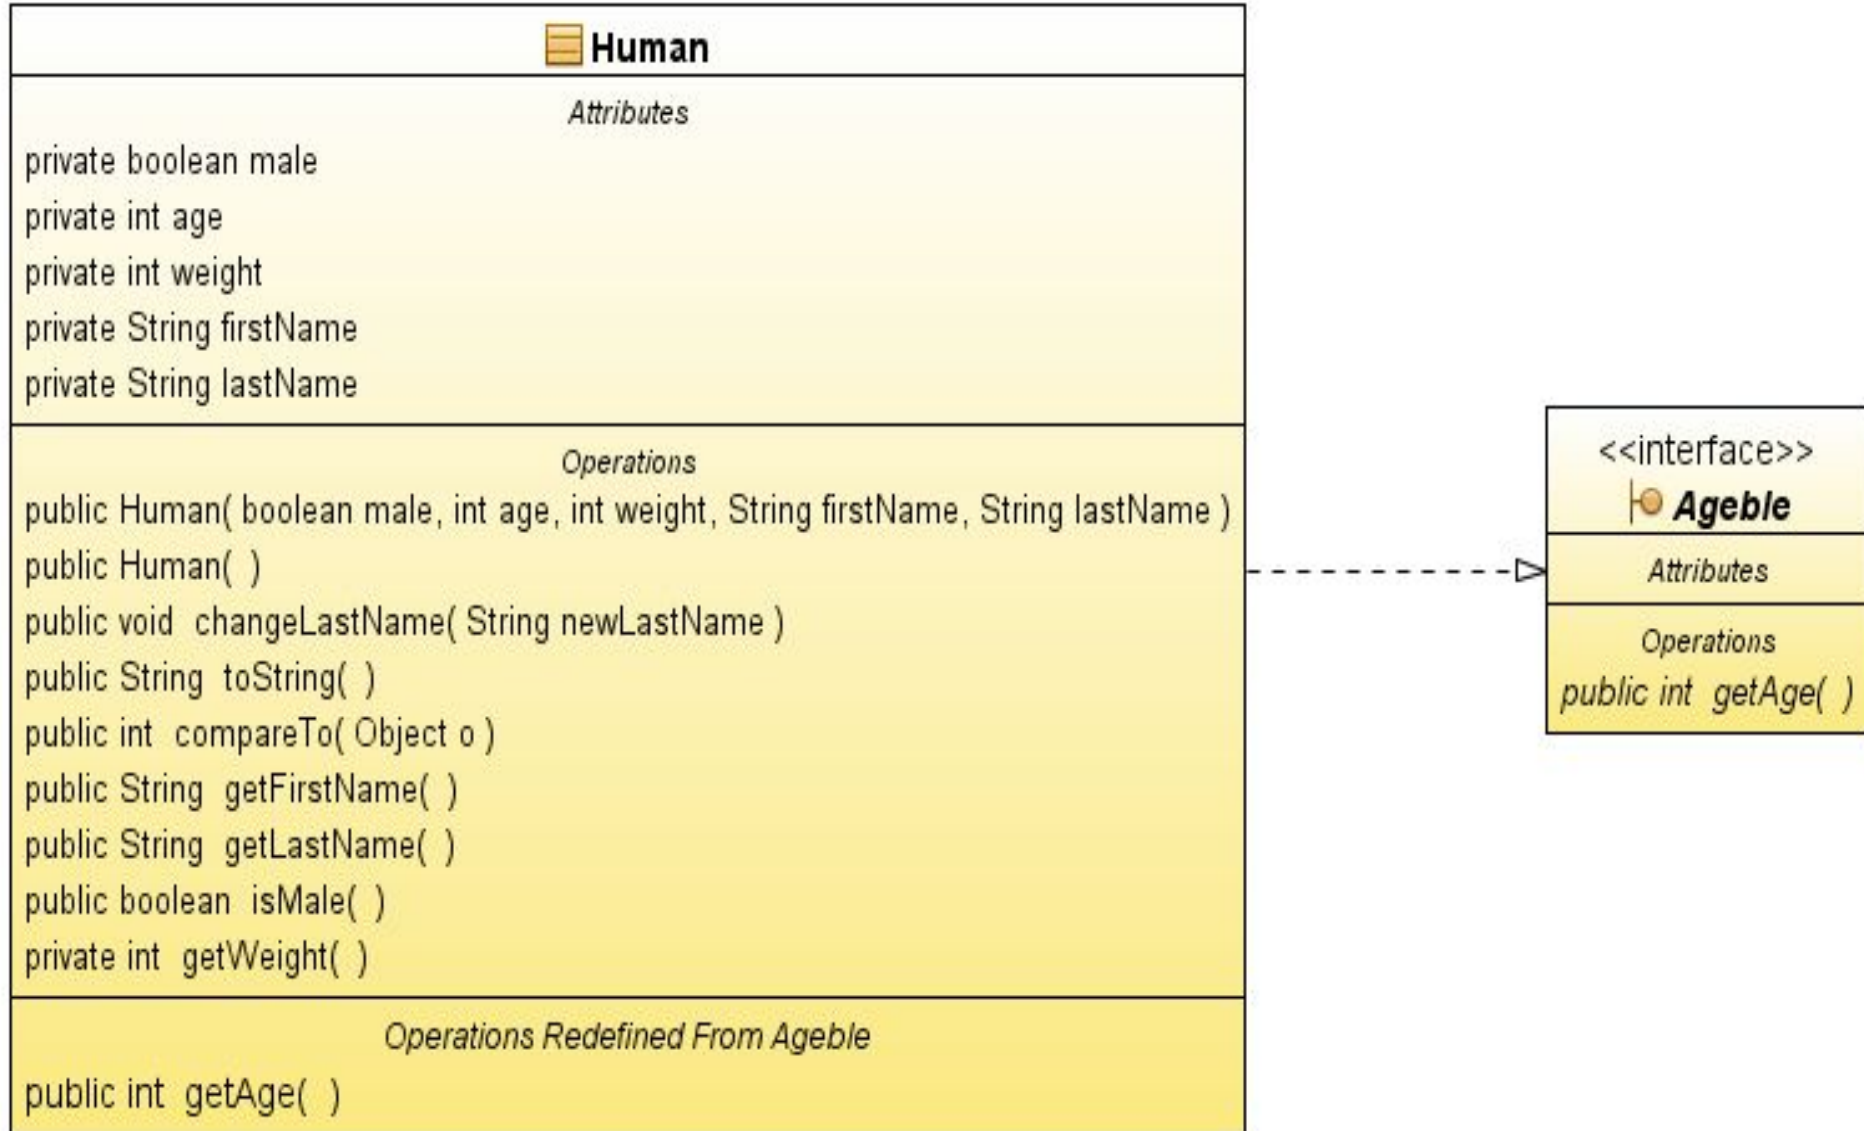 Human
Attributes
private boolean male
private int age
private int weight
private String firstName
private String lastName
Operations
public Human( boolean male, int age, int weight, String firstName, String lastName )
public Human( )
public void changeLastName( String newLastName )
public String toString( )
public int compareTo( Object o )
public String getFirstName( )
public String getLastName( )
public boolean isMale( )
private int getWeight( )
Operations Redefined From Ageble
public int getAge( )
<<interface>>
Ageble
Attributes
Operations
public int getAge( )